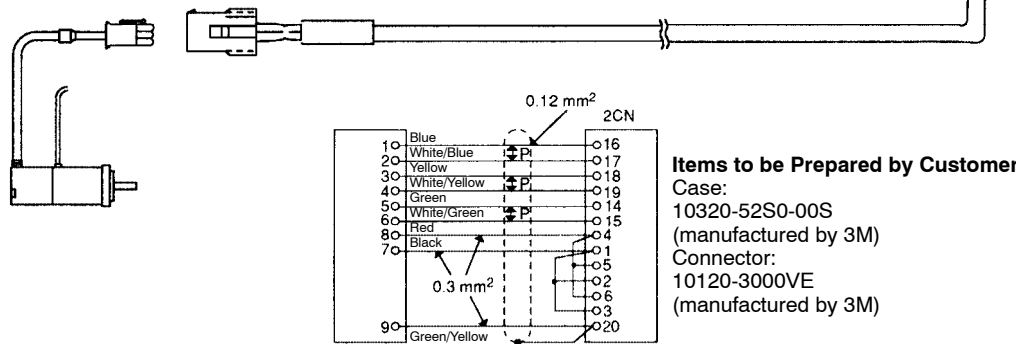 0.12 mm²
2CN
1 Blue 16
2 White/Blue P 17
3 Yellow 18
4 White/Yellow P 19
5 Green 14
6 White/Green P 15
8 Red 4
7 Black 1
5
2
0.3 mm²
6
3
9 Green/Yellow 20
Items to be Prepared by Customer
Case:
10320-52S0-00S
(manufactured by 3M)
Connector:
10120-3000VE
(manufactured by 3M)